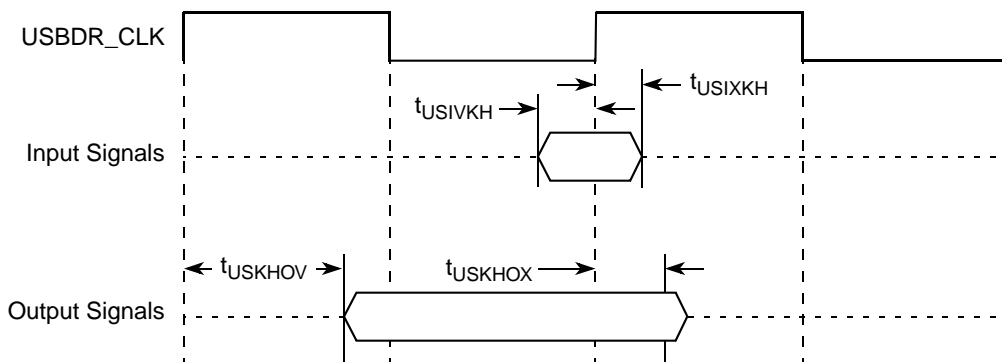 USBDR_CLK
tUSIXKH
tUSIVKH
Input Signals
tUSKHOV
tUSKHOX
Output Signals